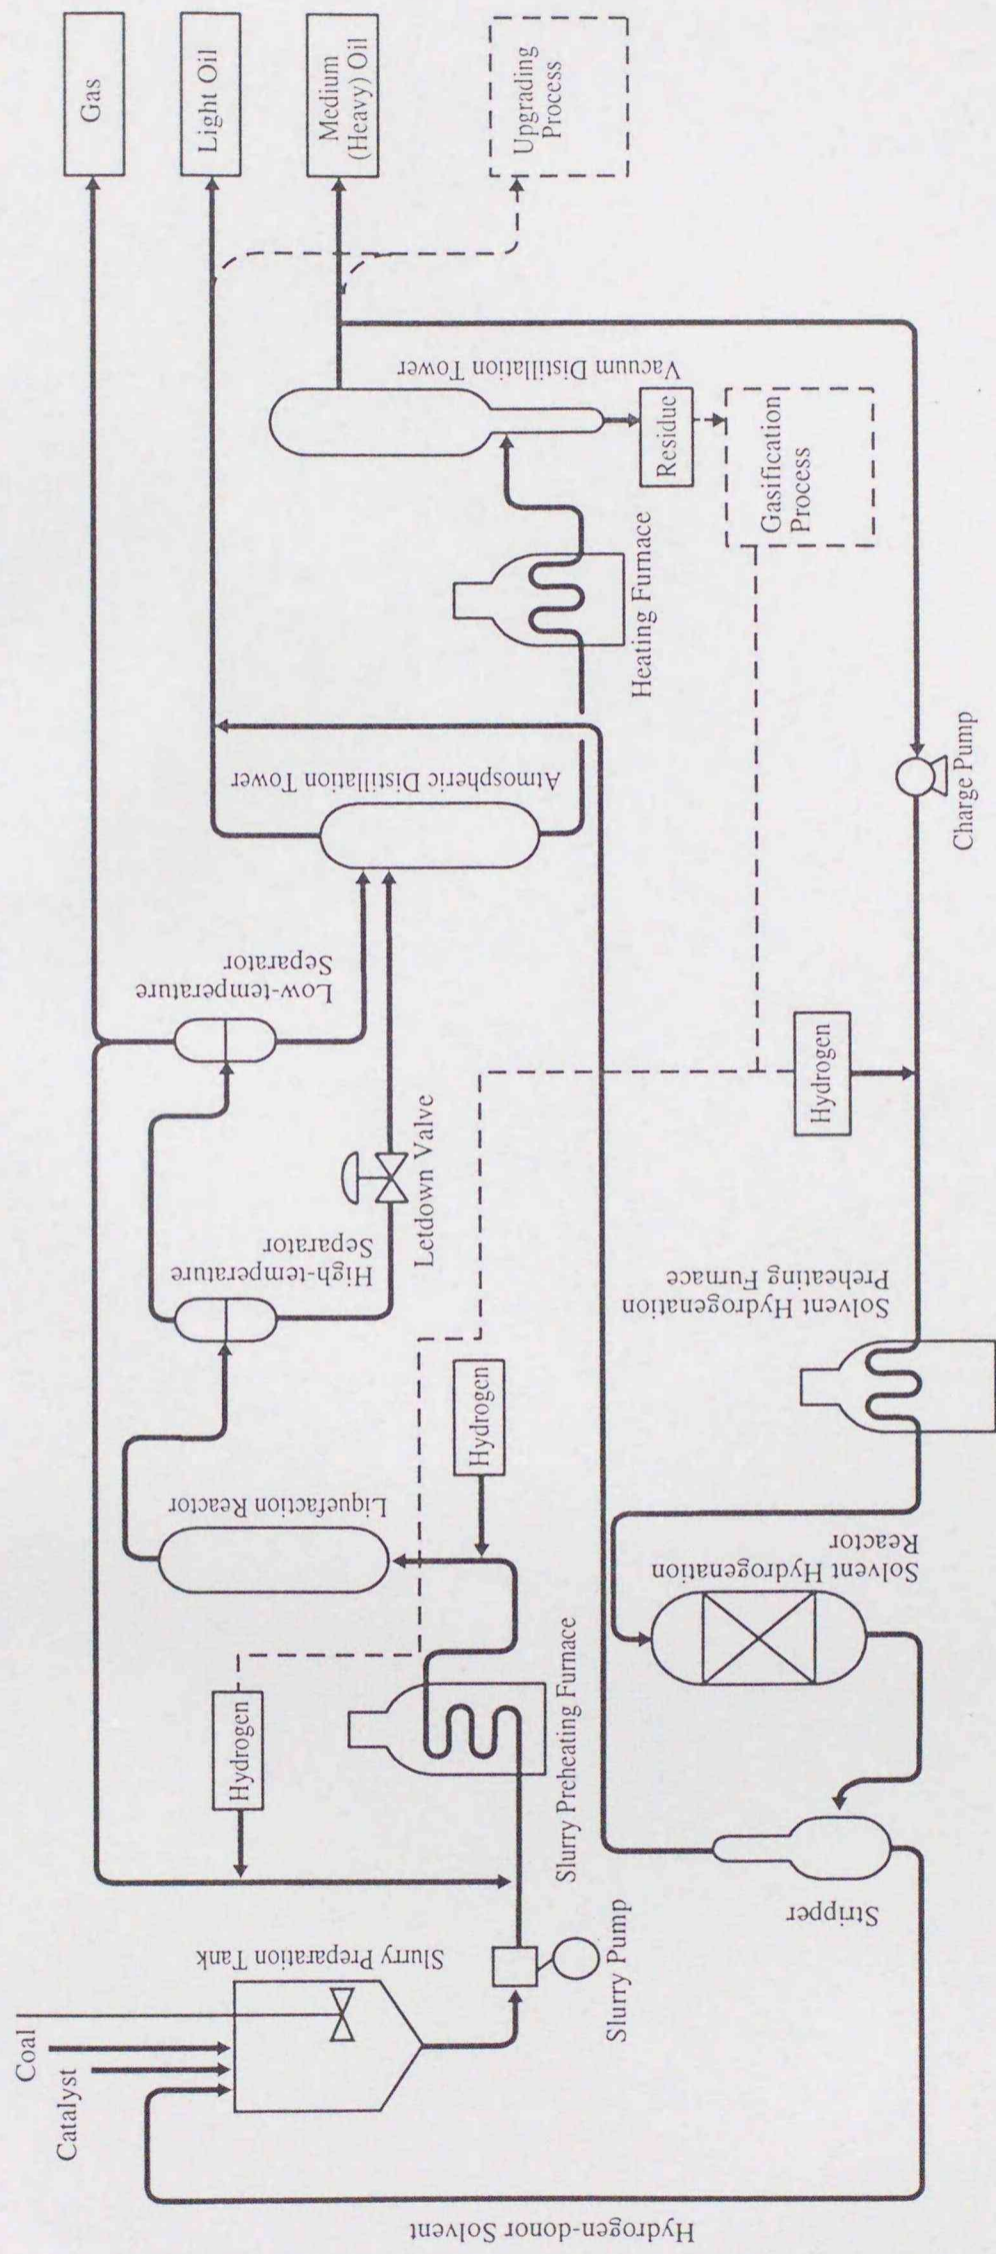 Coal
Catalyst
Slurry Preparation Tank
Slurry Pump
Hydrogen
Slurry Preheating Furnace
Hydrogen
Liquefaction Reactor
High-temperature
Separator
Letdown Valve
Low-temperature
Separator
Atmospheric Distillation Tower
Heating Furnace
Vacuum Distillation Tower
Residue
Gasification
Process
Gas
Light Oil
Medium
(Heavy) Oil
Upgrading
Process
Hydrogen-donor Solvent
Stripper
Solvent Hydrogenation
Reactor
Solvent Hydrogenation
Preheating Furnace
Hydrogen
Charge Pump